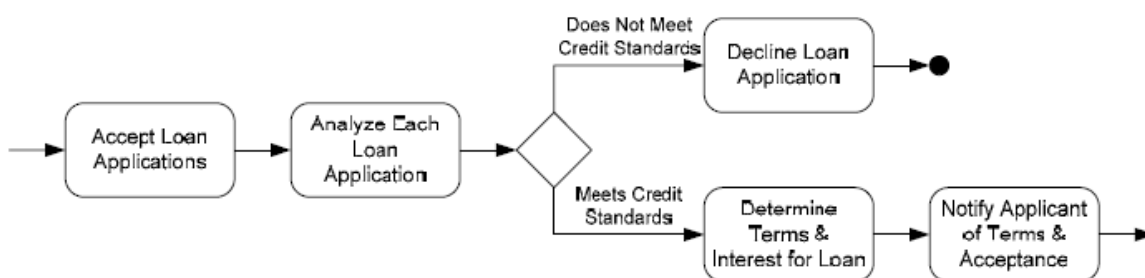 Accept Loan
Applications
Analyze Each
Loan
Application
Does Not Meet
Credit Standards
Decline Loan
Application
Meets Credit
Standards
Determine
Terms &
Interest for Loan
Notify Applicant
of Terms &
Acceptance